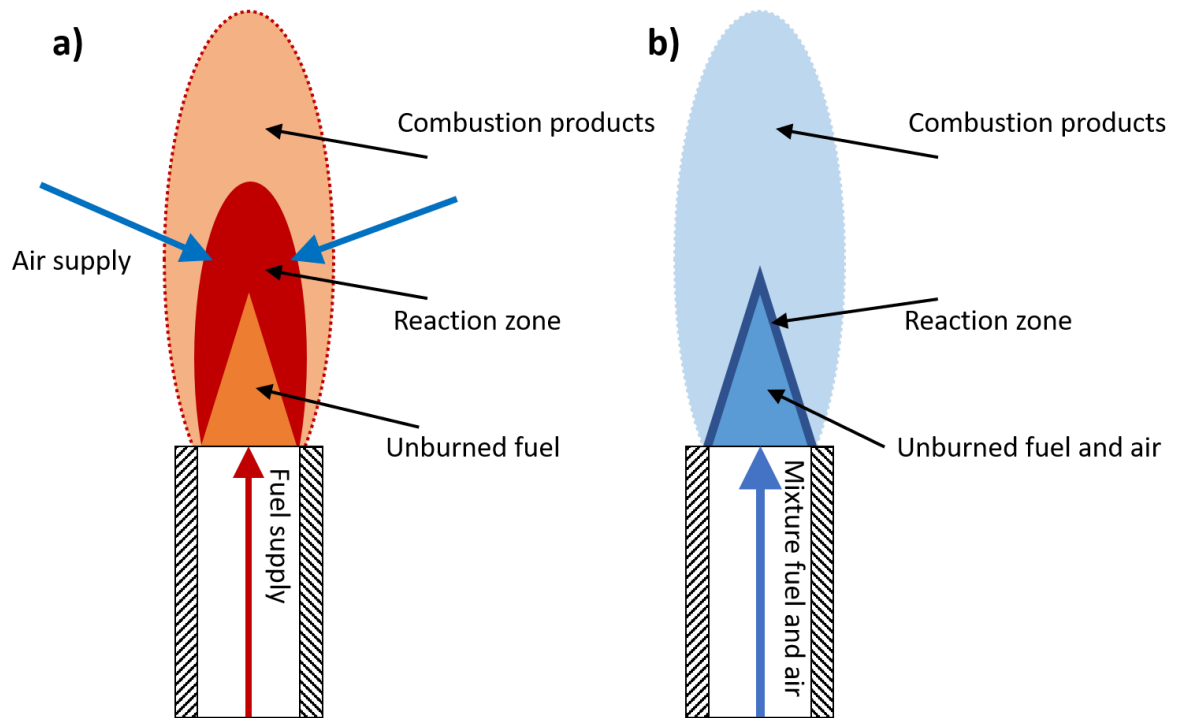 a)
Combustion products
Air supply
Reaction zone
Unburned fuel
Fuel supply
b)
Combustion products
Reaction zone
Unburned fuel and air
Mixture fuel and air